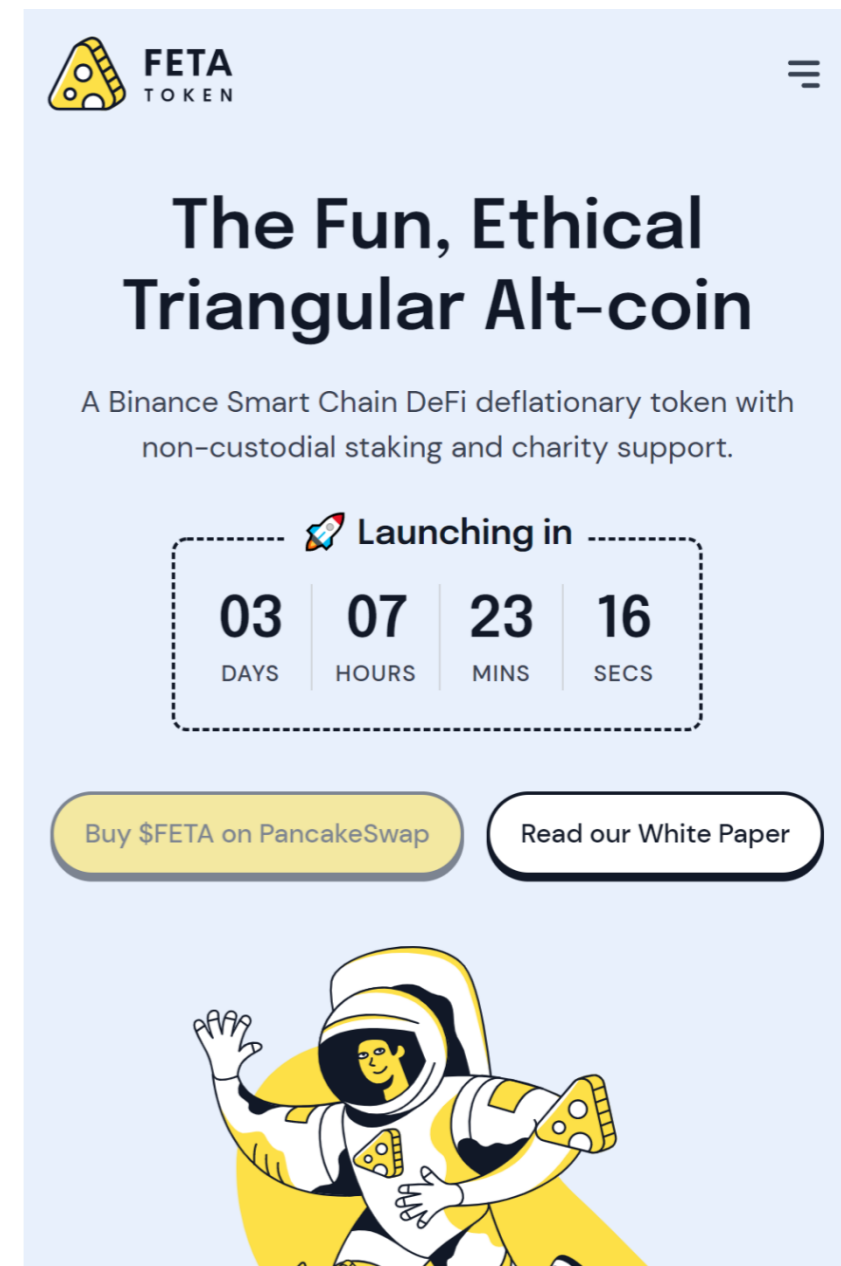 FETA
TOKEN
The Fun, Ethical
Triangular Alt-coin
A Binance Smart Chain DeFi deflationary token with
non-custodial staking and charity support.
🚀 Launching in
03 07 23 16
DAYS HOURS MINS SECS
Buy $FETA on PancakeSwap Read our White Paper